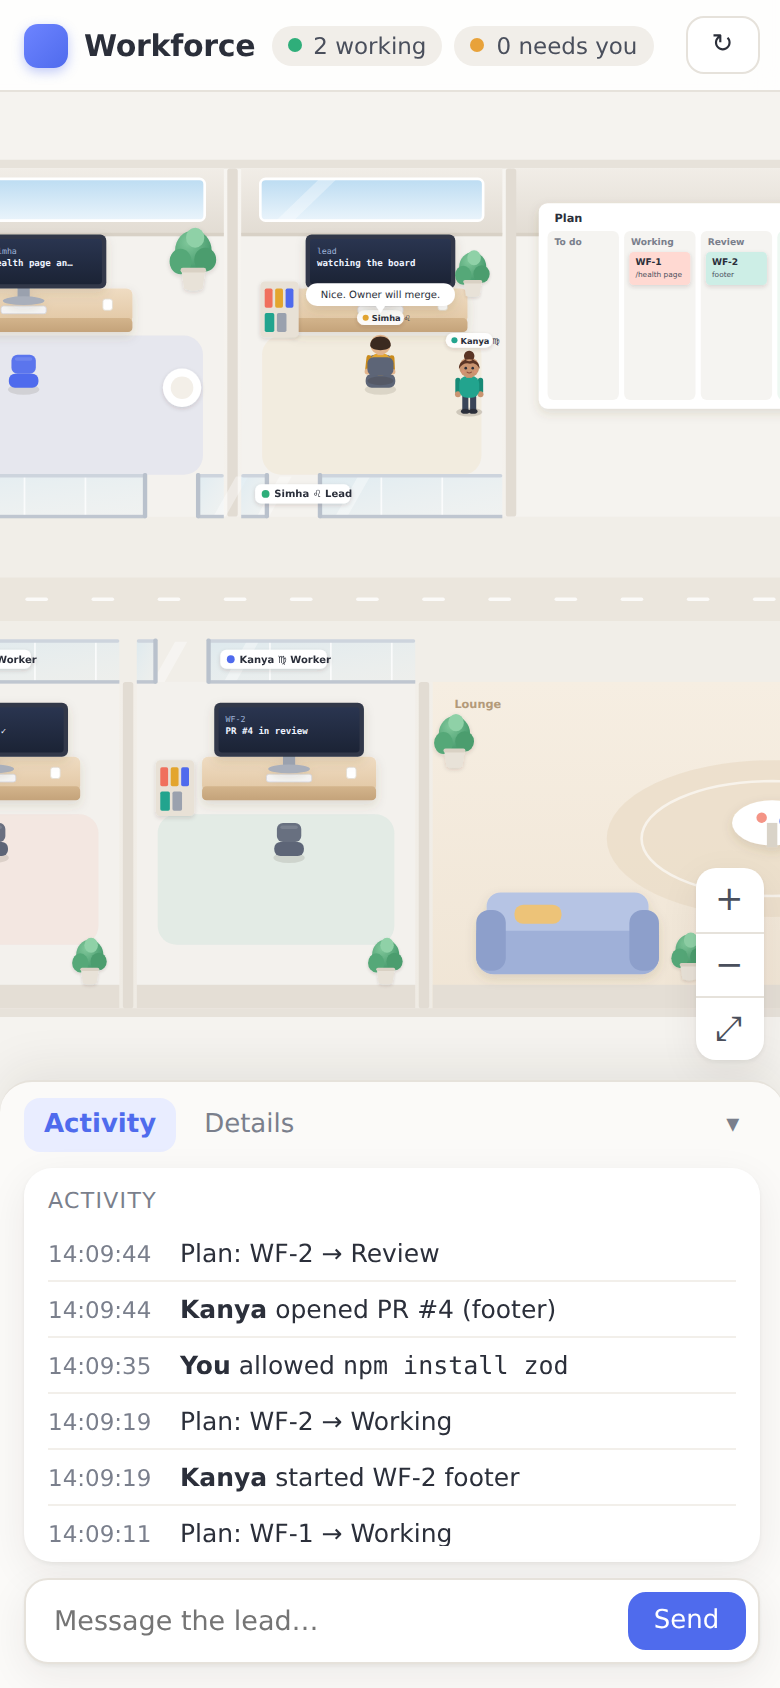 Workforce
2 working
0 needs you
↻
Plan
To do
Working
Review
WF-1
/health page
WF-2
footer
ealth page an…
lead
watching the board
Nice. Owner will merge.
Simha ♌
Kanya ♍
Simha ♌ Lead
Worker
Kanya ♍ Worker
✓
WF-2
PR #4 in review
Lounge
+
−
⤢
Activity
Details
▼
ACTIVITY
14:09:44 Plan: WF-2 → Review
14:09:44 Kanya opened PR #4 (footer)
14:09:35 You allowed npm install zod
14:09:19 Plan: WF-2 → Working
14:09:19 Kanya started WF-2 footer
14:09:11 Plan: WF-1 → Working
Message the lead...
Send